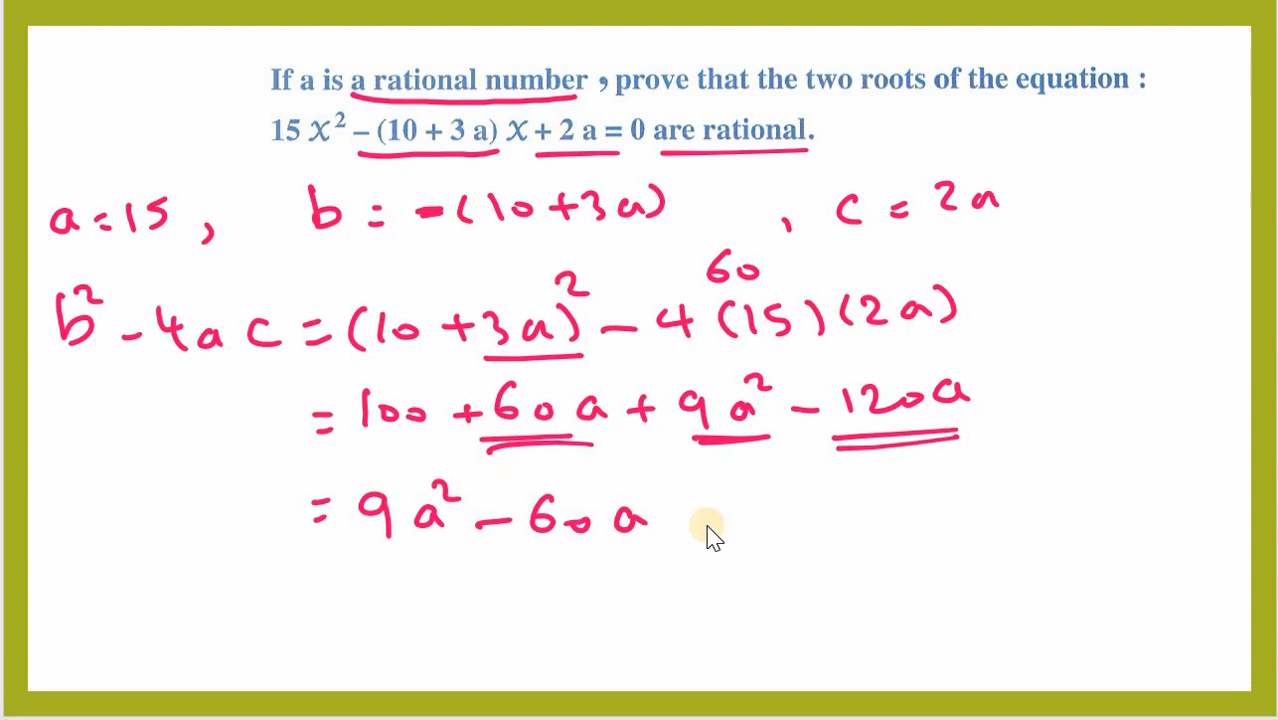 If a is a rational number , prove that the two roots of the equation :
15 x² – (10 + 3 a) x + 2 a = 0 are rational.
a = 15 , b = -(10+3a) , c = 2a
60
b² - 4ac = (10+3a)² - 4(15)(2a)
= 100 + 60a + 9a² - 120a
= 9a² - 60a